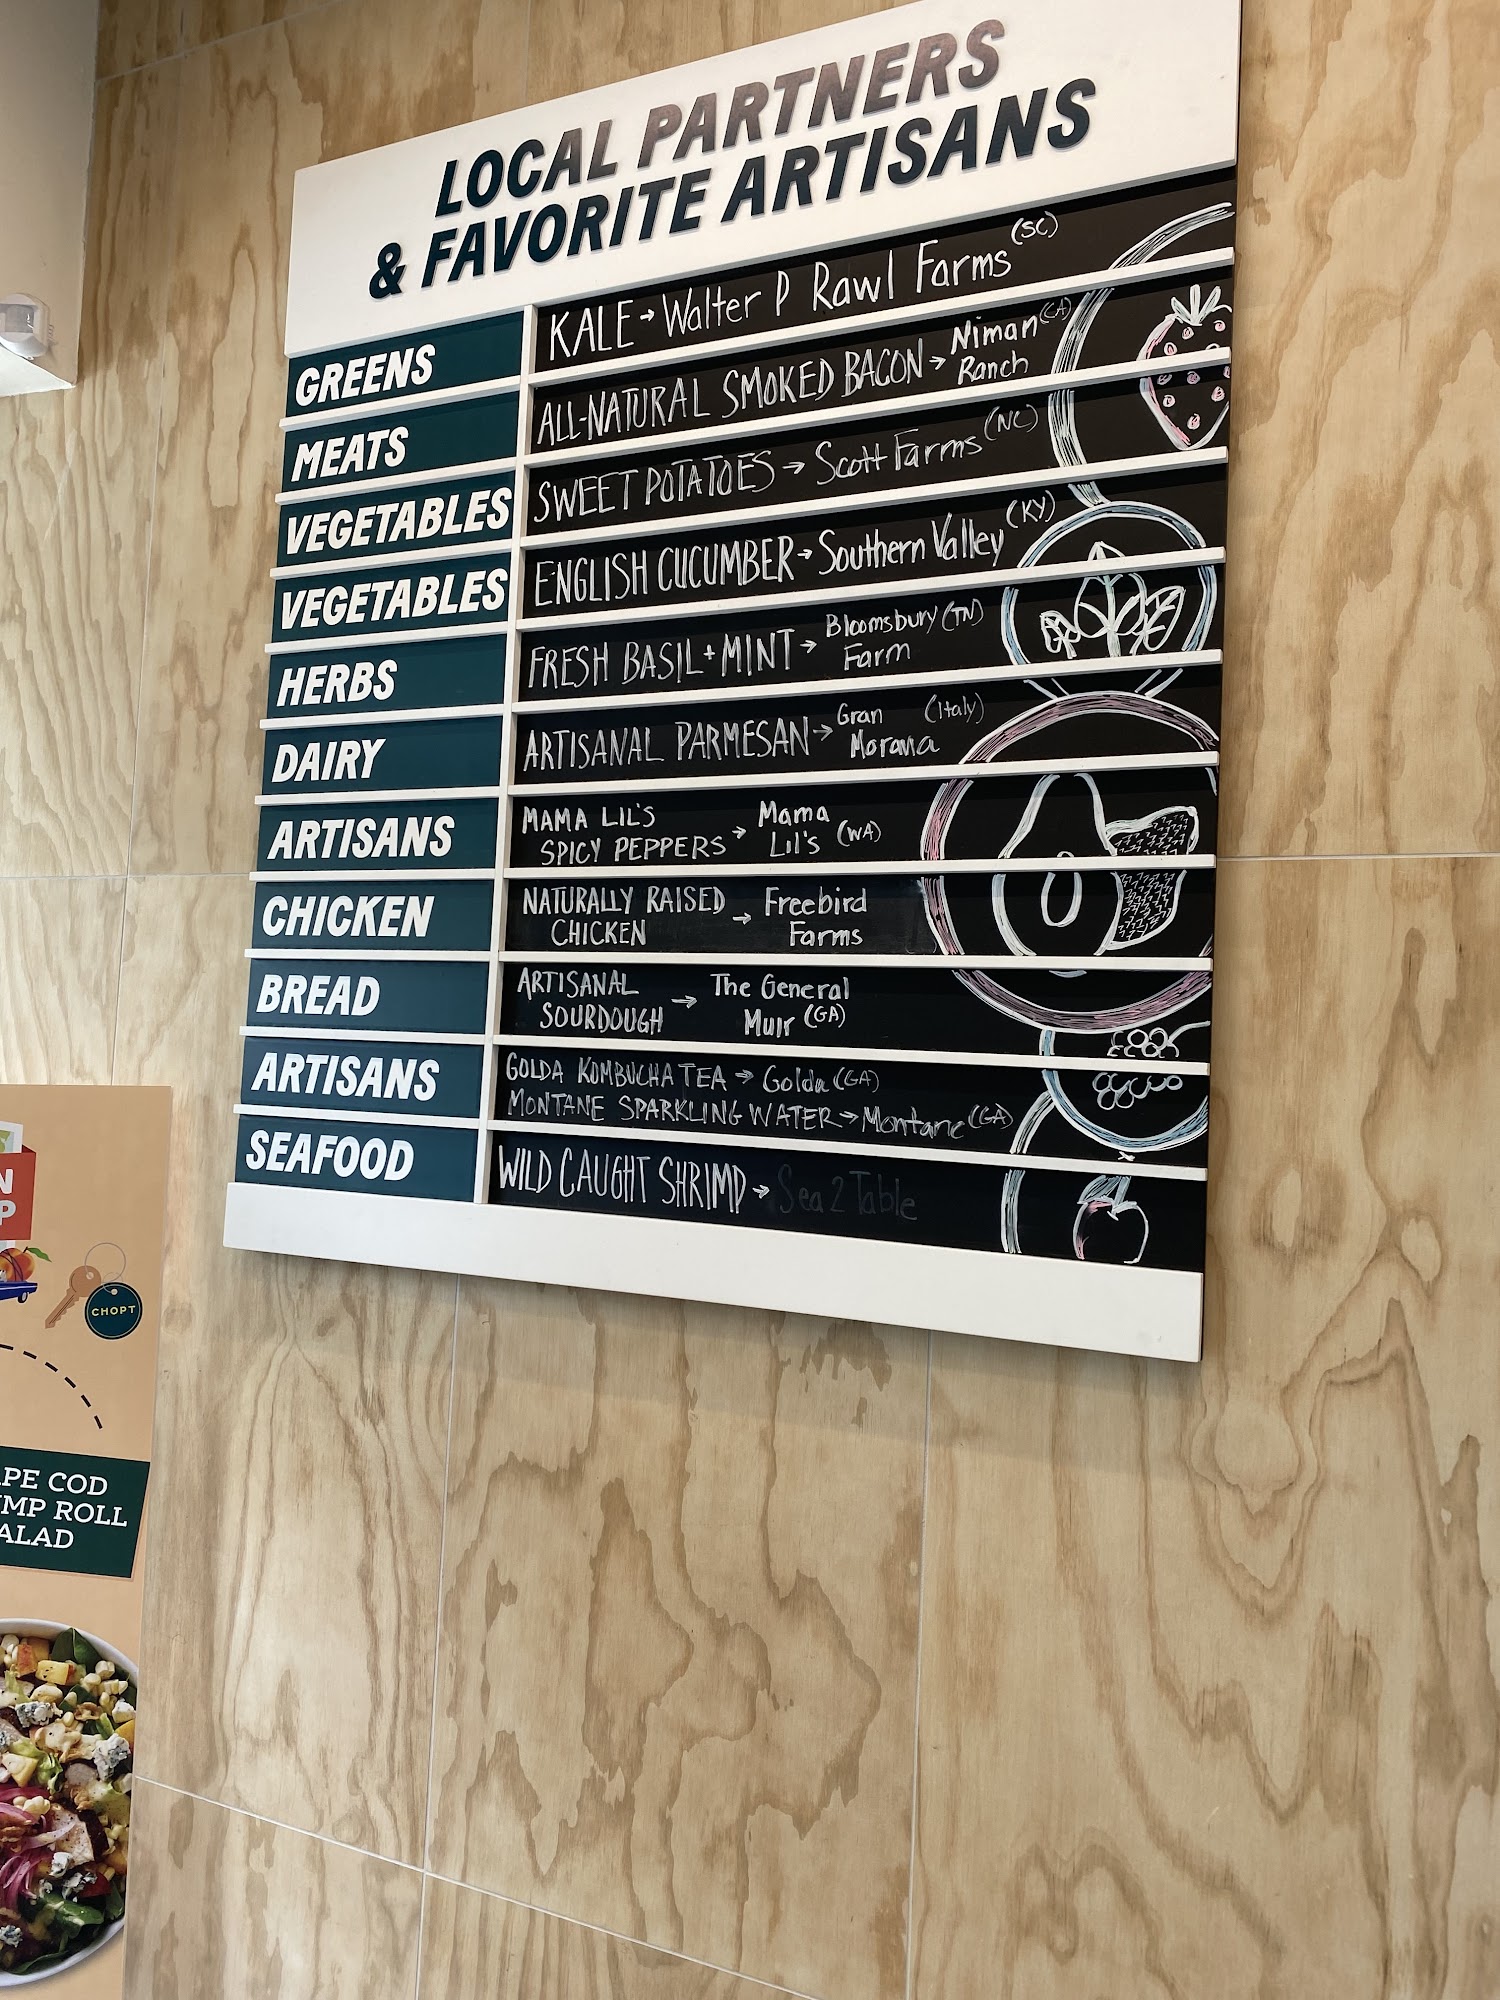 LOCAL PARTNERS
& FAVORITE ARTISANS
GREENS
KALE → Walter P Rawl Farms (SC)
MEATS
ALL-NATURAL SMOKED BACON → Niman (CA)
Ranch
VEGETABLES
SWEET POTATOES → Scott Farms (NC)
VEGETABLES
ENGLISH CUCUMBER → Southern Valley (KY)
HERBS
FRESH BASIL + MINT → Bloomsbury (TN)
Farm
DAIRY
ARTISANAL PARMESAN → Gran (Italy)
Morava
ARTISANS
MAMA LIL'S
SPICY PEPPERS → Mama
Lil's (WA)
CHICKEN
NATURALLY RAISED
CHICKEN → Freebird
Farms
BREAD
ARTISANAL
SOURDOUGH → The General
Muir (GA)
ARTISANS
GOLDA KOMBUCHA TEA → Golda (GA)
MONTANE SPARKLING WATER → Montane (GA)
SEAFOOD
WILD CAUGHT SHRIMP → Sea 2 Table
N
P
CHOPT
APE COD
UMP ROLL
ALAD